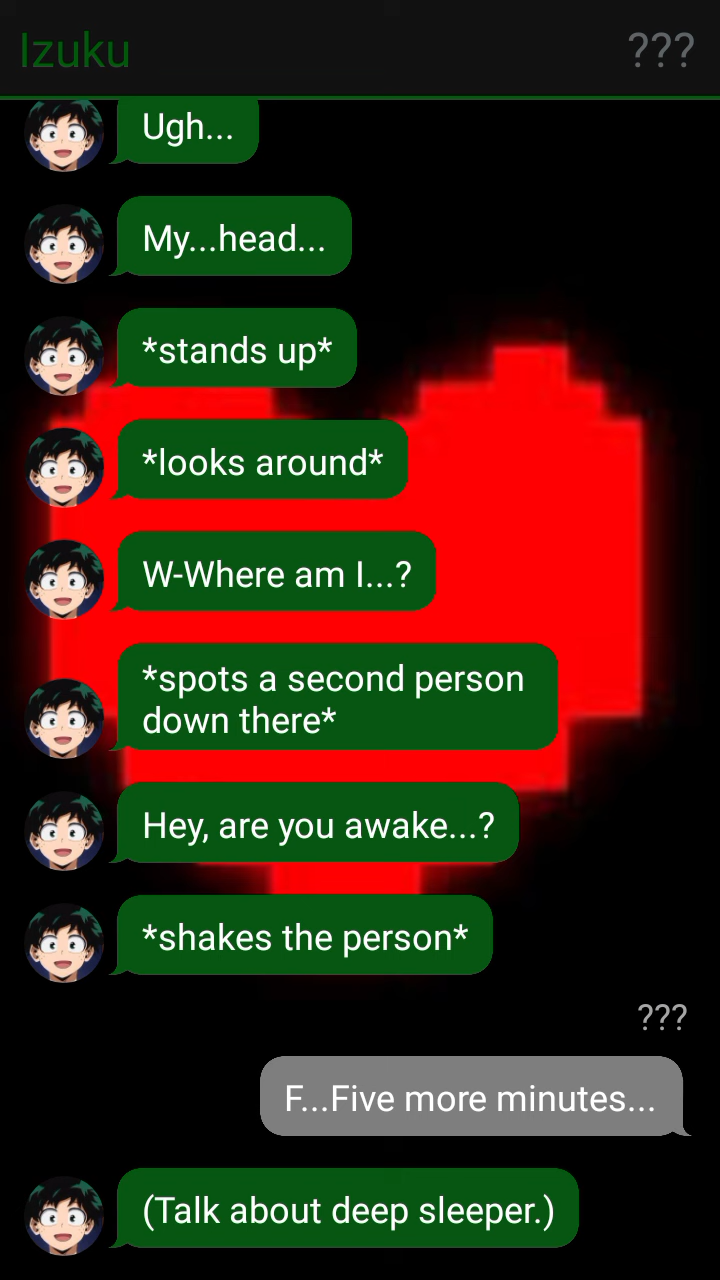 Izuku
???
Ugh...
My...head...
*stands up*
*looks around*
W-Where am I...?
*spots a second person
down there*
Hey, are you awake...?
*shakes the person*
???
F...Five more minutes...
(Talk about deep sleeper.)